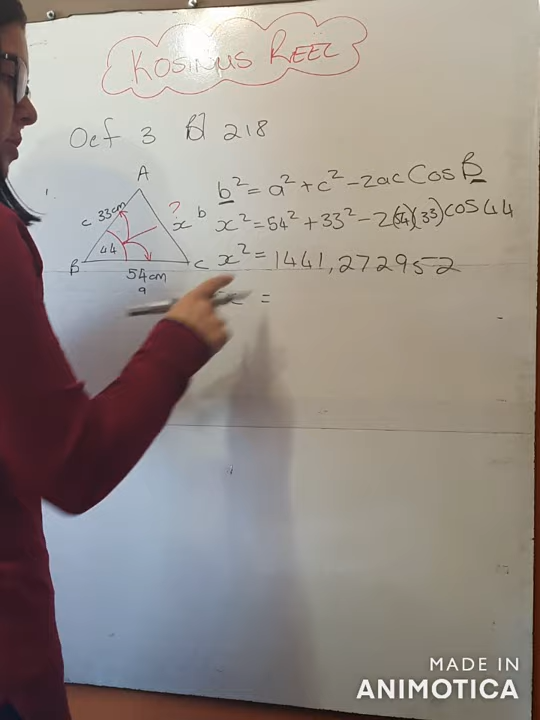 KOSINUS REEL
Oef 3 Bl 218
A
c 33cm
? x b
44
B
C
54cm
a
b² = a² + c² - 2ac Cos B
x² = 54² + 33² - 2(54)(33) cos 44
x² = 1441,272952
x =
MADE IN
ANIMOTICA